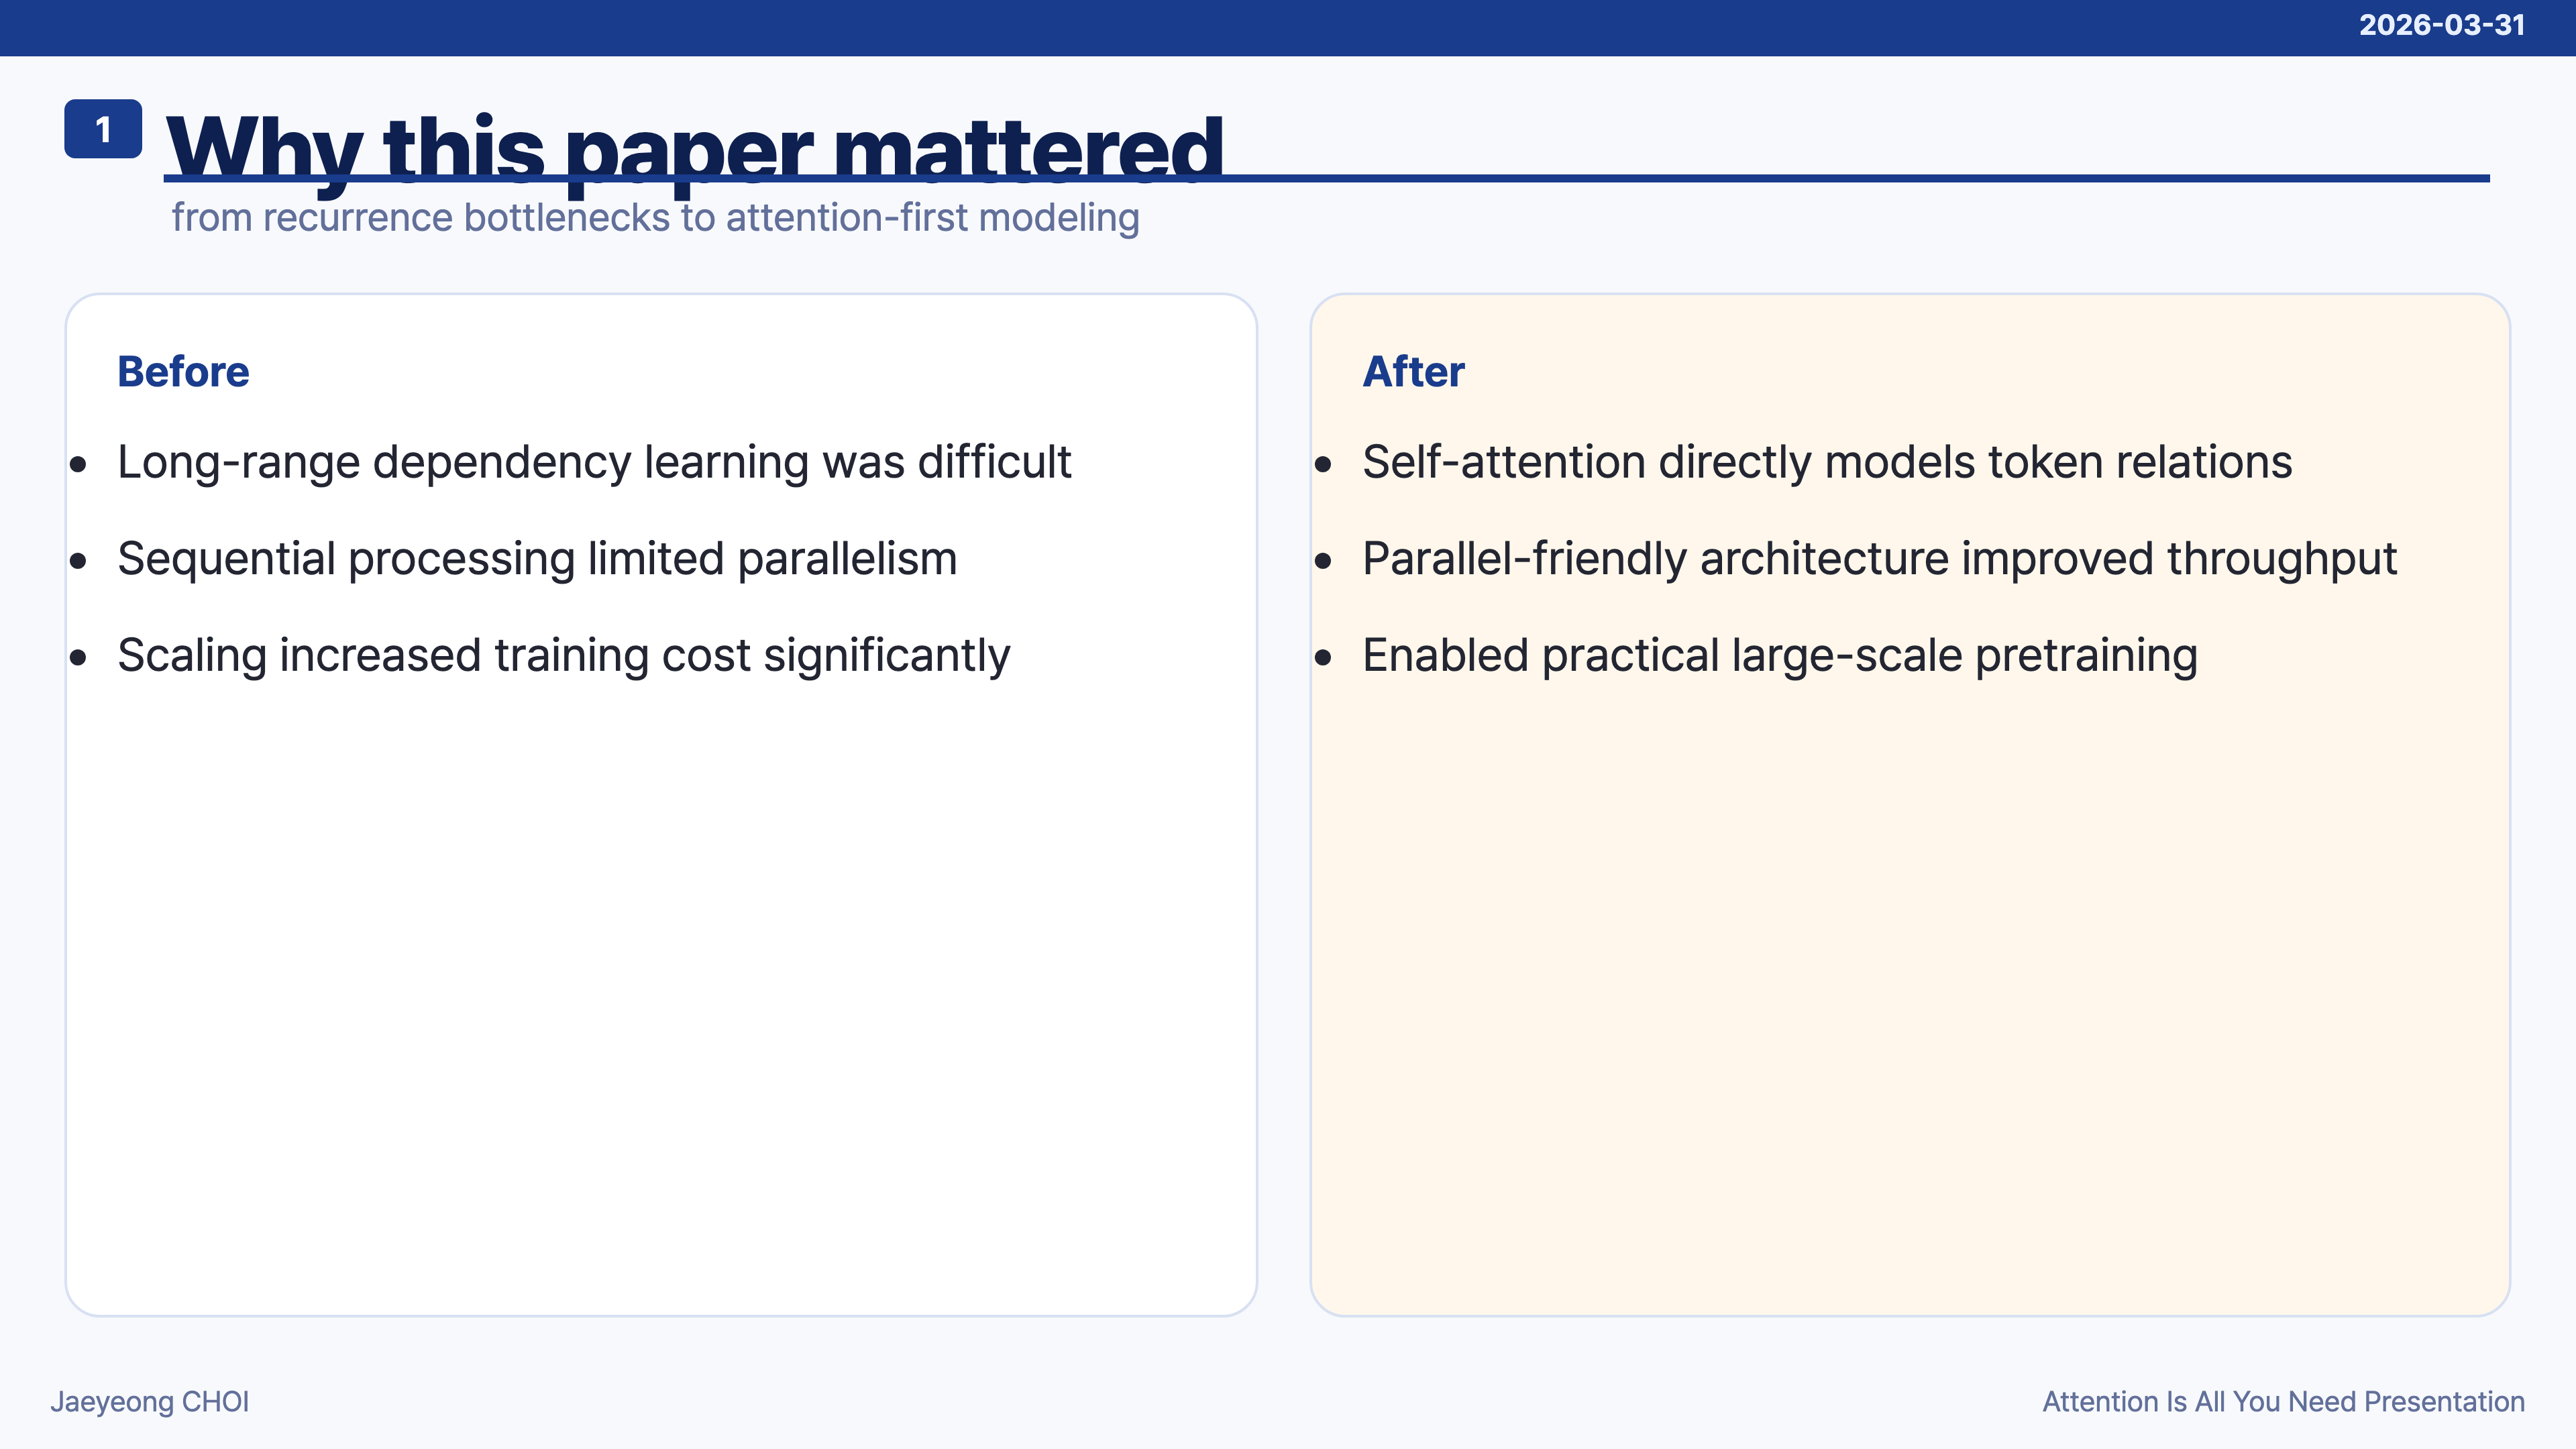 2026-03-31
1
Why this paper mattered
from recurrence bottlenecks to attention-first modeling
Before
• Long-range dependency learning was difficult
• Sequential processing limited parallelism
• Scaling increased training cost significantly
After
• Self-attention directly models token relations
• Parallel-friendly architecture improved throughput
• Enabled practical large-scale pretraining
Jaeyeong CHOI
Attention Is All You Need Presentation